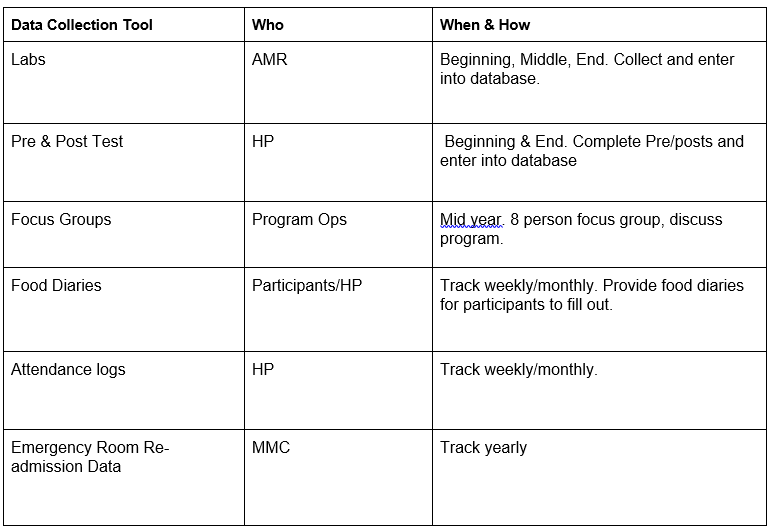 Data Collection Tool Who When & How
Labs AMR Beginning, Middle, End. Collect and enter
into database.
Pre & Post Test HP Beginning & End. Complete Pre/posts and
enter into database
Focus Groups Program Ops Mid year. 8 person focus group, discuss
program.
Food Diaries Participants/HP Track weekly/monthly. Provide food diaries
for participants to fill out.
Attendance logs HP Track weekly/monthly.
Emergency Room Re- MMC Track yearly
admission Data